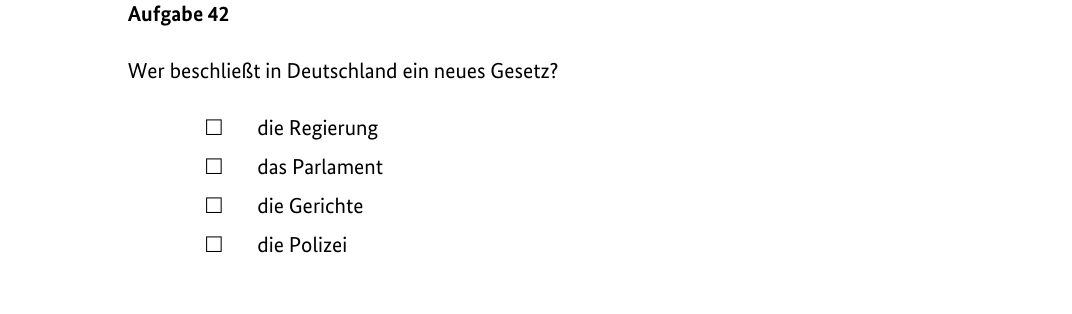 Aufgabe 42
Wer beschließt in Deutschland ein neues Gesetz?
☐ die Regierung
☐ das Parlament
☐ die Gerichte
☐ die Polizei